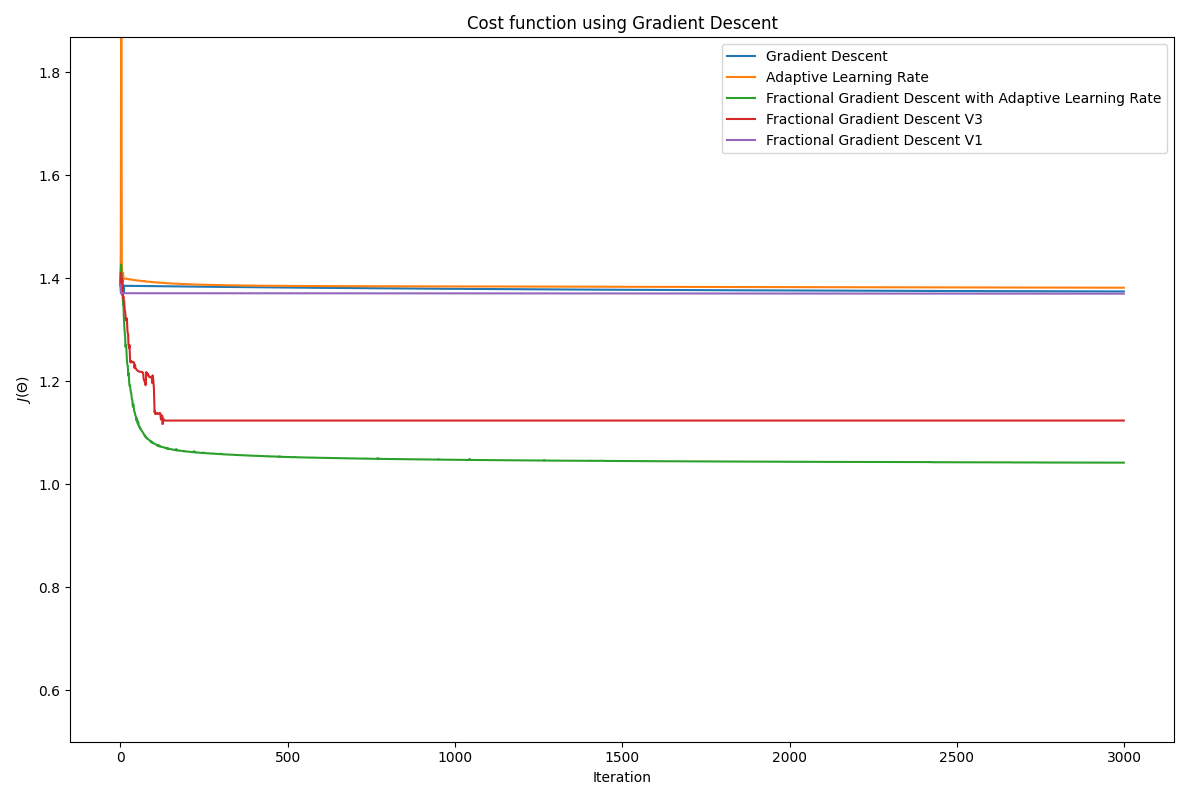 Cost function using Gradient Descent
Gradient Descent
Adaptive Learning Rate
Fractional Gradient Descent with Adaptive Learning Rate
Fractional Gradient Descent V3
Fractional Gradient Descent V1
1.8
1.6
1.4
1.2
1.0
0.8
0.6
J(Θ)
0
500
1000
1500
2000
2500
3000
Iteration